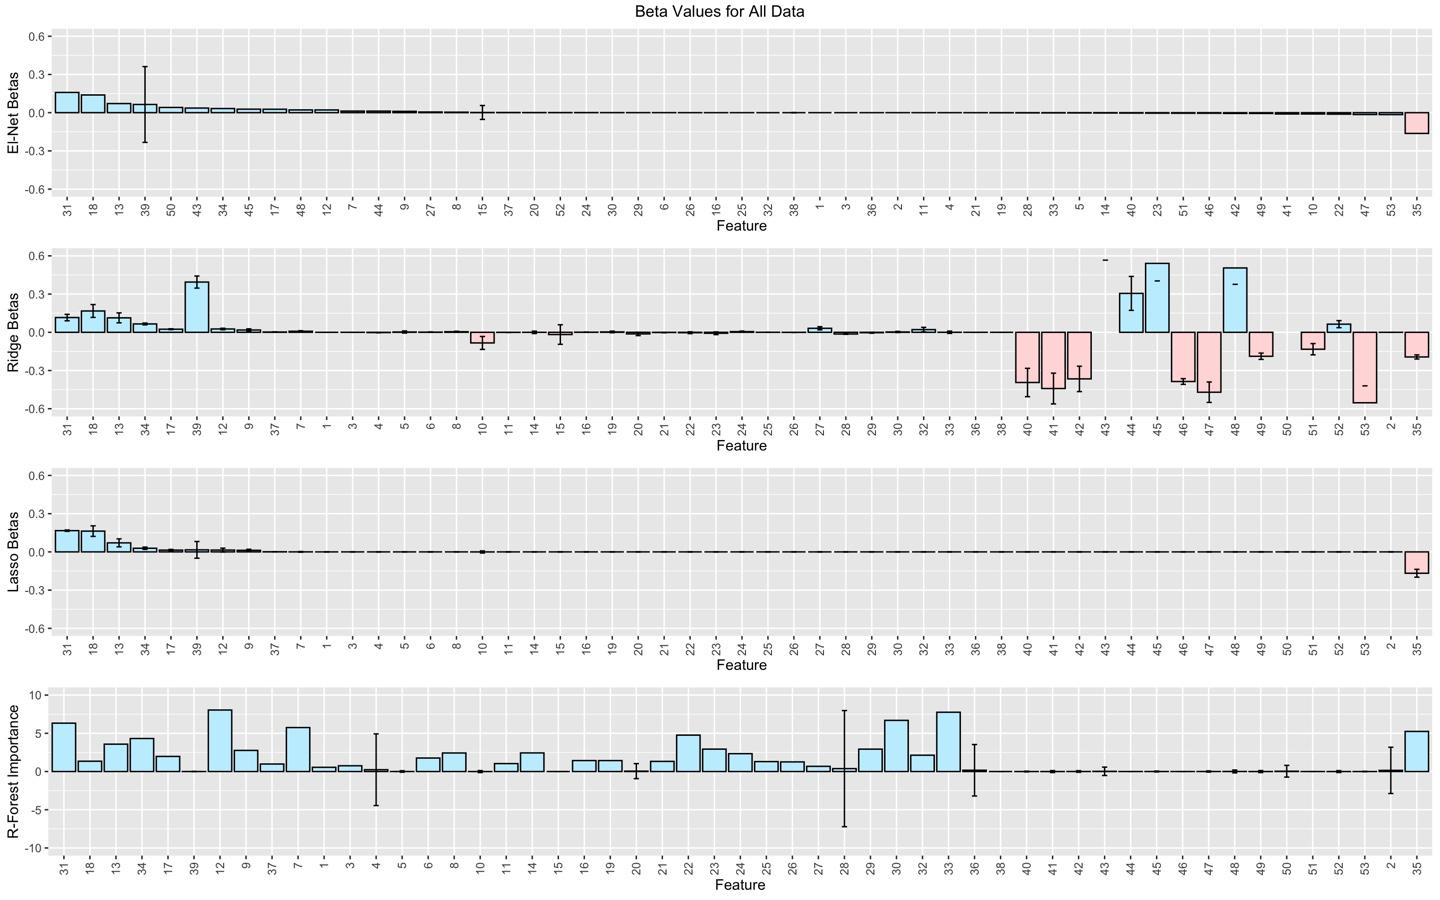 Beta Values for All Data
El-Net Betas
0.6
0.3
0.0
-0.3
-0.6
31 18 13 39 50 43 34 45 17 48 12 7 44 9 27 8 15 37 20 52 24 30 29 6 26 16 25 32 38 1 3 36 2 11 4 21 19 28 33 5 14 40 23 51 46 42 49 41 10 22 47 53 35
Feature
Ridge Betas
0.6
0.3
0.0
-0.3
-0.6
31 18 13 34 17 39 12 9 37 7 1 3 4 5 6 8 10 11 14 15 16 19 20 21 22 23 24 25 26 27 28 29 30 32 33 36 38 40 41 42 43 44 45 46 47 48 49 50 51 52 53 2 35
Feature
Lasso Betas
0.6
0.3
0.0
-0.3
-0.6
31 18 13 34 17 39 12 9 37 7 1 3 4 5 6 8 10 11 14 15 16 19 20 21 22 23 24 25 26 27 28 29 30 32 33 36 38 40 41 42 43 44 45 46 47 48 49 50 51 52 53 2 35
Feature
R-Forest Importance
10
5
0
-5
-10
31 18 13 34 17 39 12 9 37 7 1 3 4 5 6 8 10 11 14 15 16 19 20 21 22 23 24 25 26 27 28 29 30 32 33 36 38 40 41 42 43 44 45 46 47 48 49 50 51 52 53 2 35
Feature